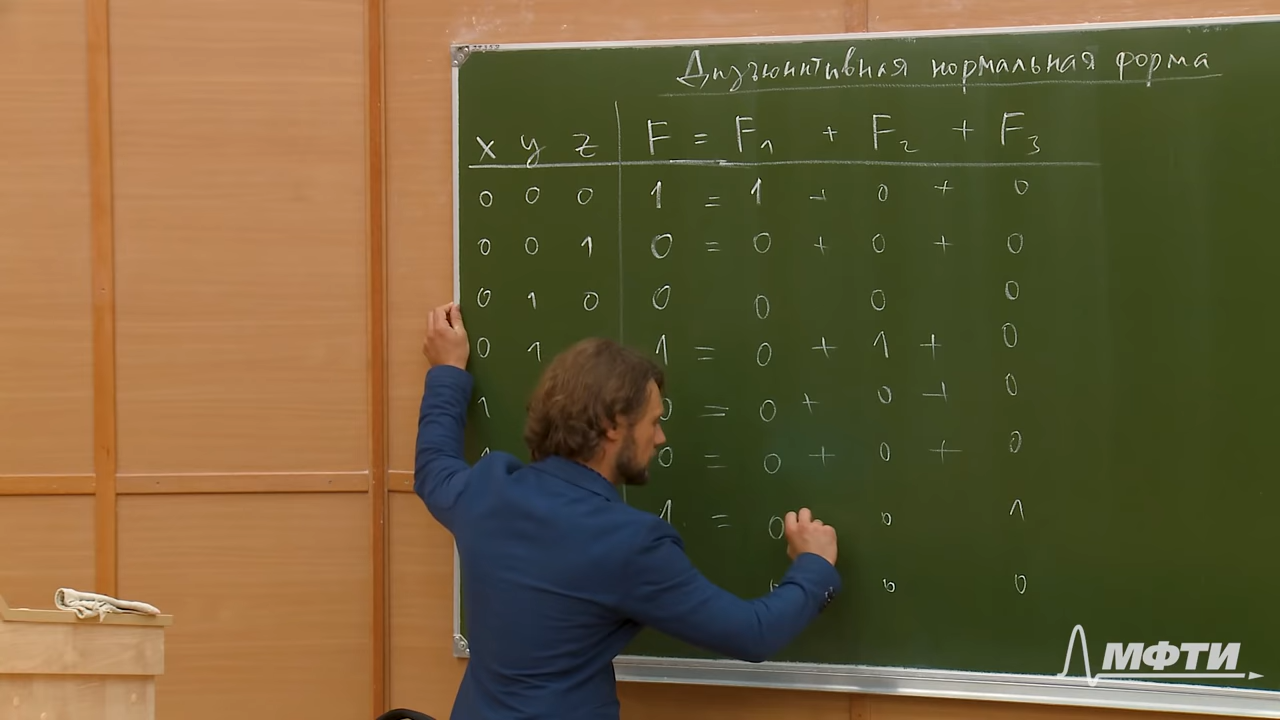 Дизъюнктивная нормальная форма
x y z F = F₁ + F₂ + F₃
0 0 0 1 = 1 + 0 + 0
0 0 1 0 = 0 + 0 + 0
0 1 0 0 0 0 0
0 1 1 = 0 + 1 + 0
1 0 = 0 + 0 + 0
0 = 0 + 0 + 0
1 = 0 0 1
0 0
МФТИ